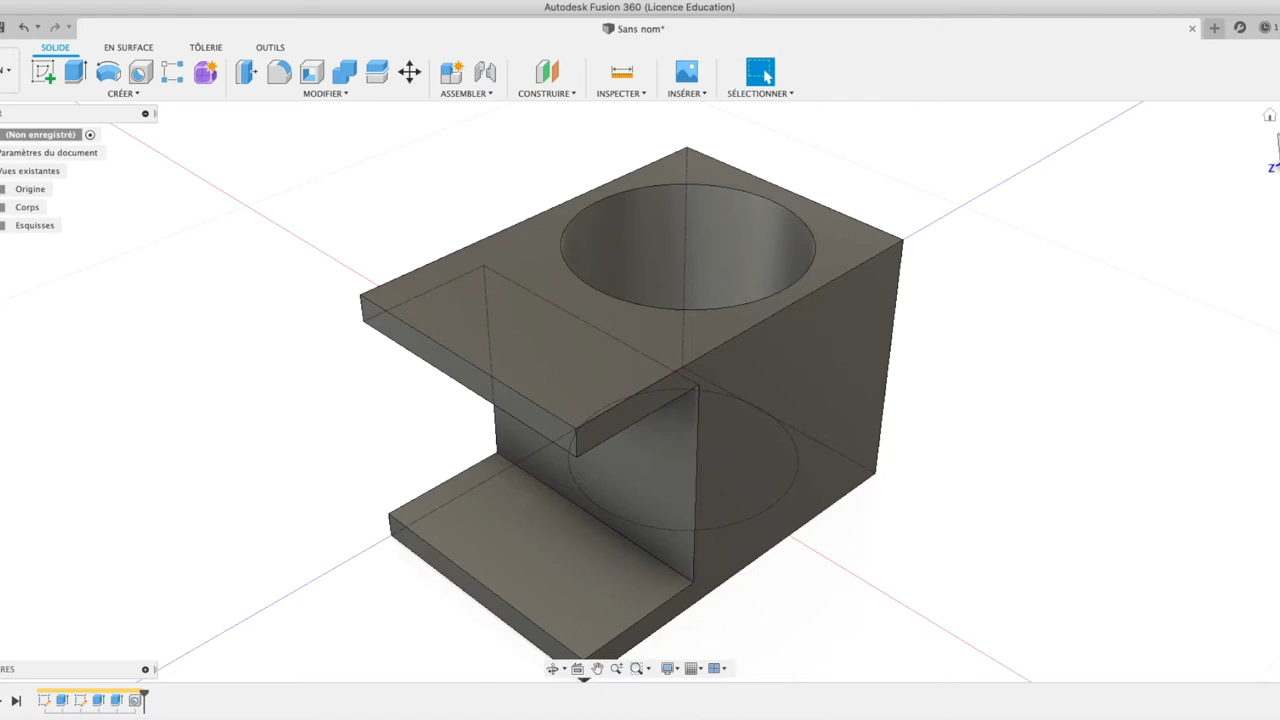 Autodesk Fusion 360 (Licence Education)
Sans nom*
SOLIDE EN SURFACE TÔLERIE OUTILS
CRÉER MODIFIER ASSEMBLER CONSTRUIRE INSPECTER INSÉRER SÉLECTIONNER
(Non enregistré)
Paramètres du document
Vues existantes
Origine
Corps
Esquisses
Z
RES